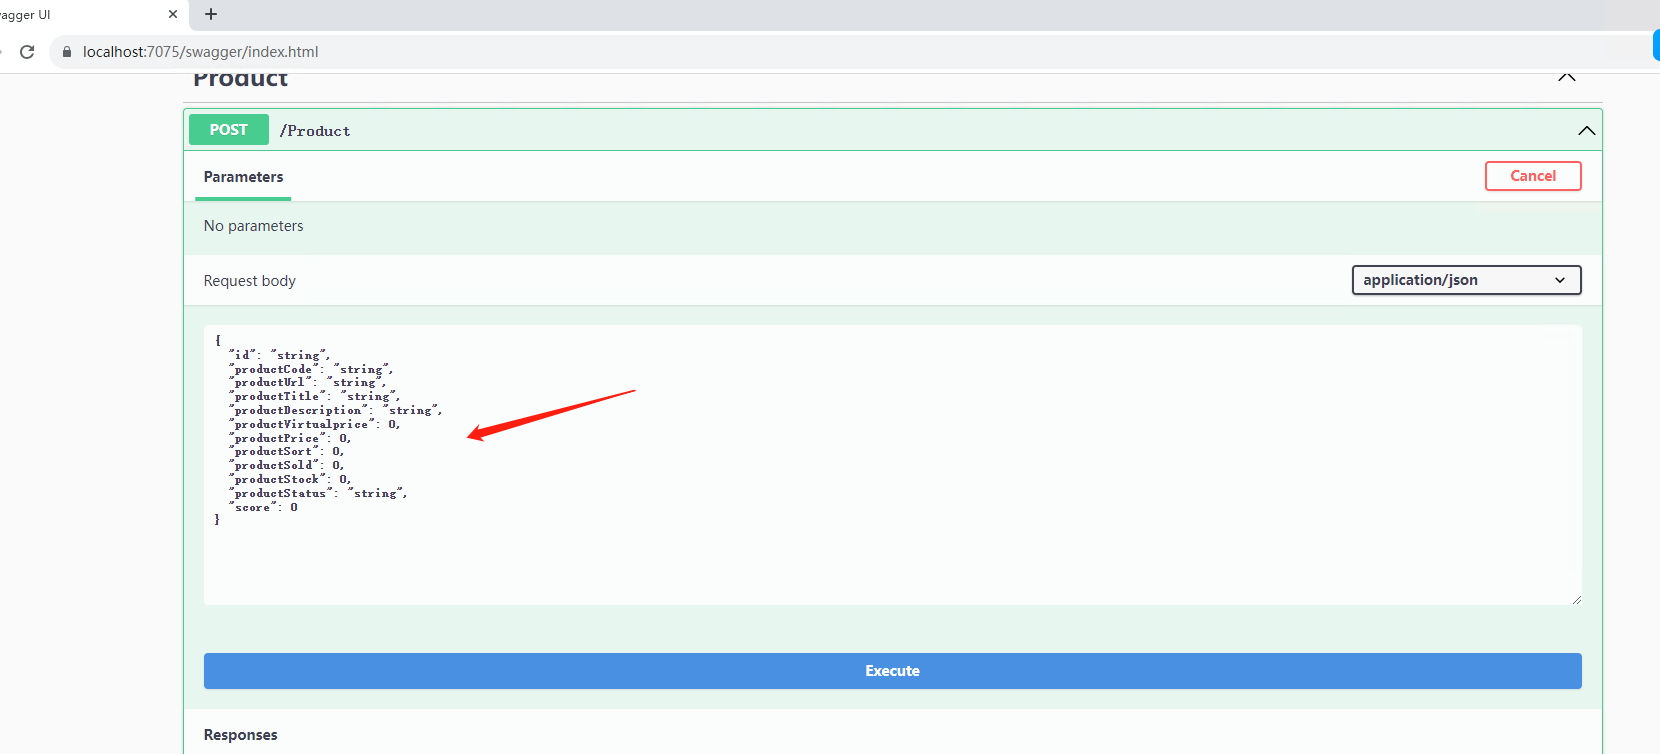 wagger UI
localhost:7075/swagger/index.html
Product
POST /Product
Parameters
Cancel
No parameters
Request body
application/json
{
"id": "string",
"productCode": "string",
"productUrl": "string",
"productTitle": "string",
"productDescription": "string",
"productVirtualprice": 0,
"productPrice": 0,
"productSort": 0,
"productSold": 0,
"productStock": 0,
"productStatus": "string",
"score": 0
}
Execute
Responses